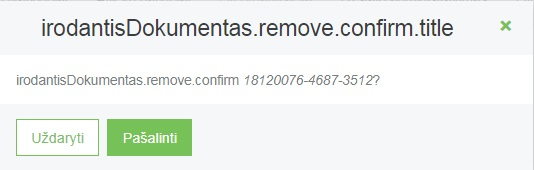 irodantisDokumentas.remove.confirm.title
irodantisDokumentas.remove.confirm 18120076-4687-3512?
Uždaryti
Pašalinti